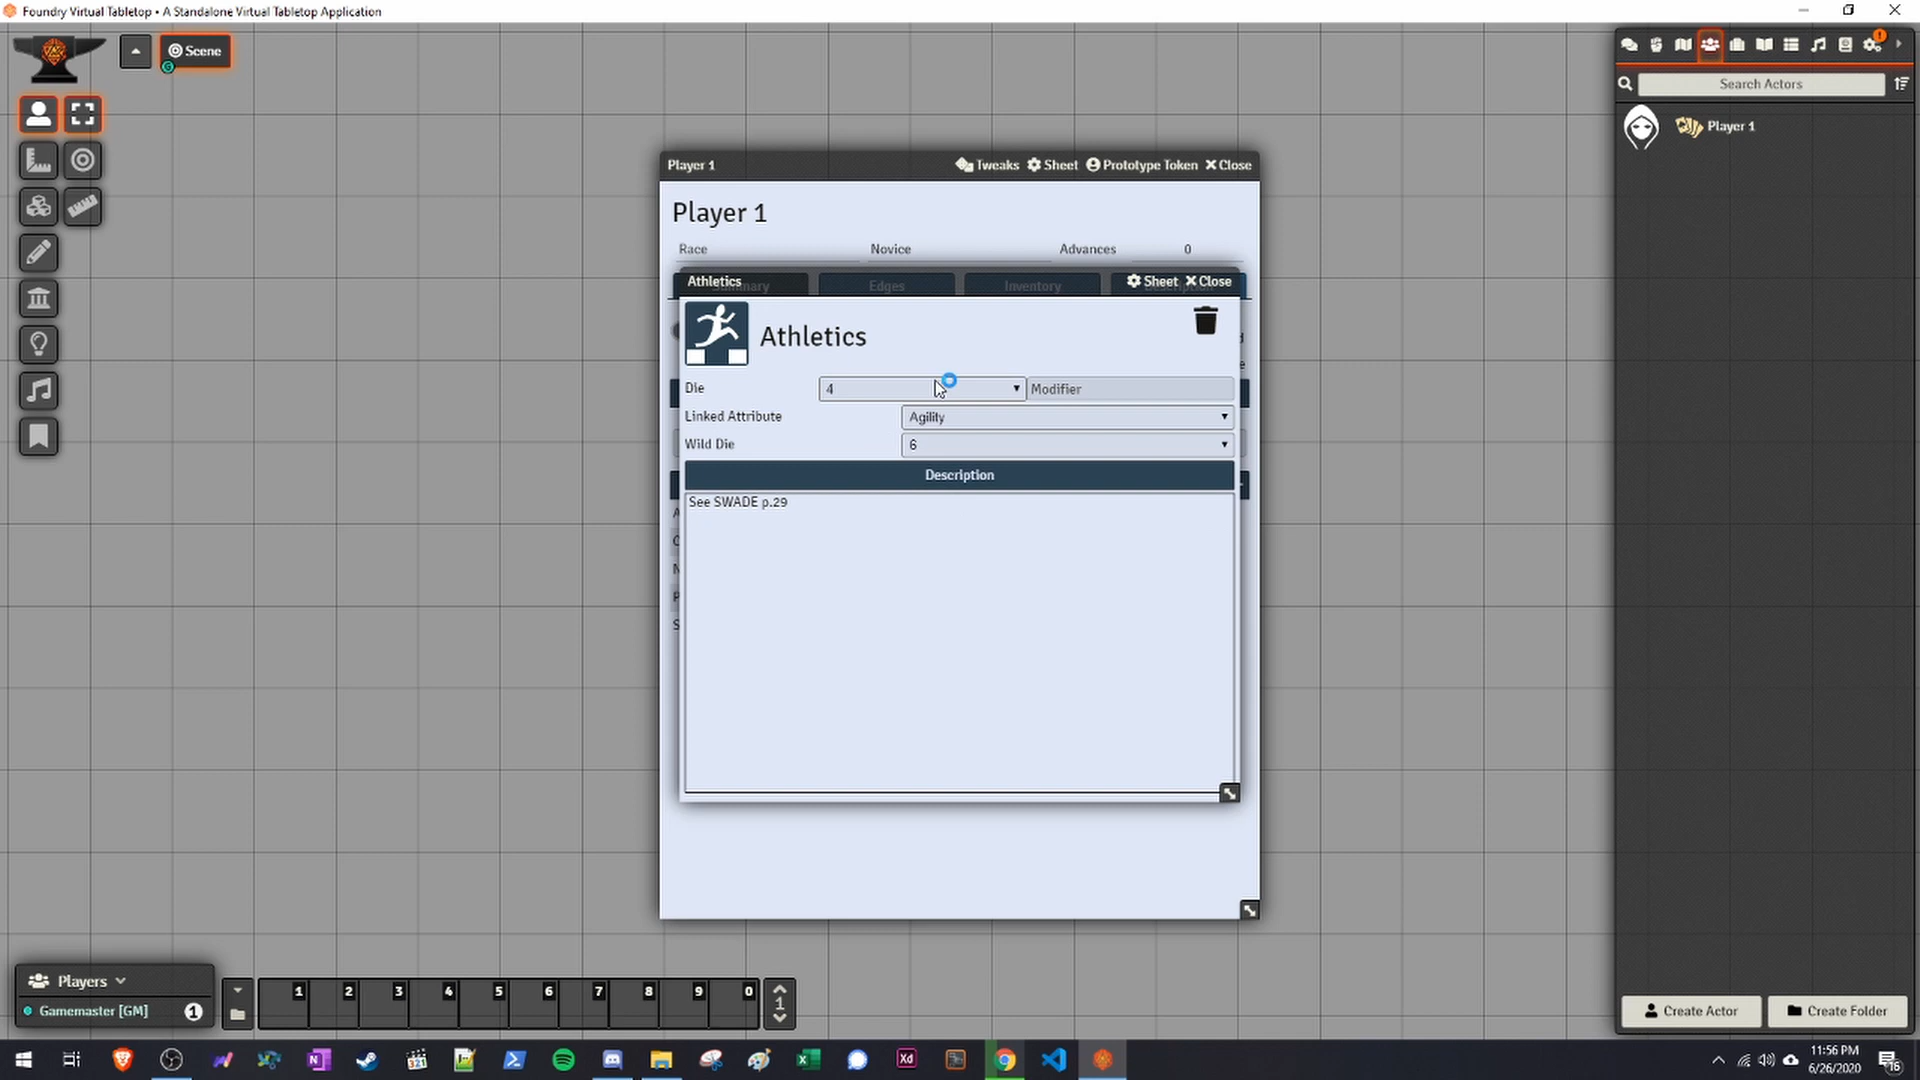 Foundry Virtual Tabletop • A Standalone Virtual Tabletop Application
Scene
G
Search Actors
Player 1
Player 1
Tweaks Sheet Prototype Token Close
Player 1
Race Novice Advances 0
Athletics
Sheet Close
Edges Inventory
Athletics
Die 4 Modifier
Linked Attribute Agility
Wild Die 6
Description
See SWADE p.29
Players
Gamemaster [GM] 1
1 2 3 4 5 6 7 8 9 0
1
Create Actor Create Folder
321
N
Xd
11:56 PM
6/26/2020
16